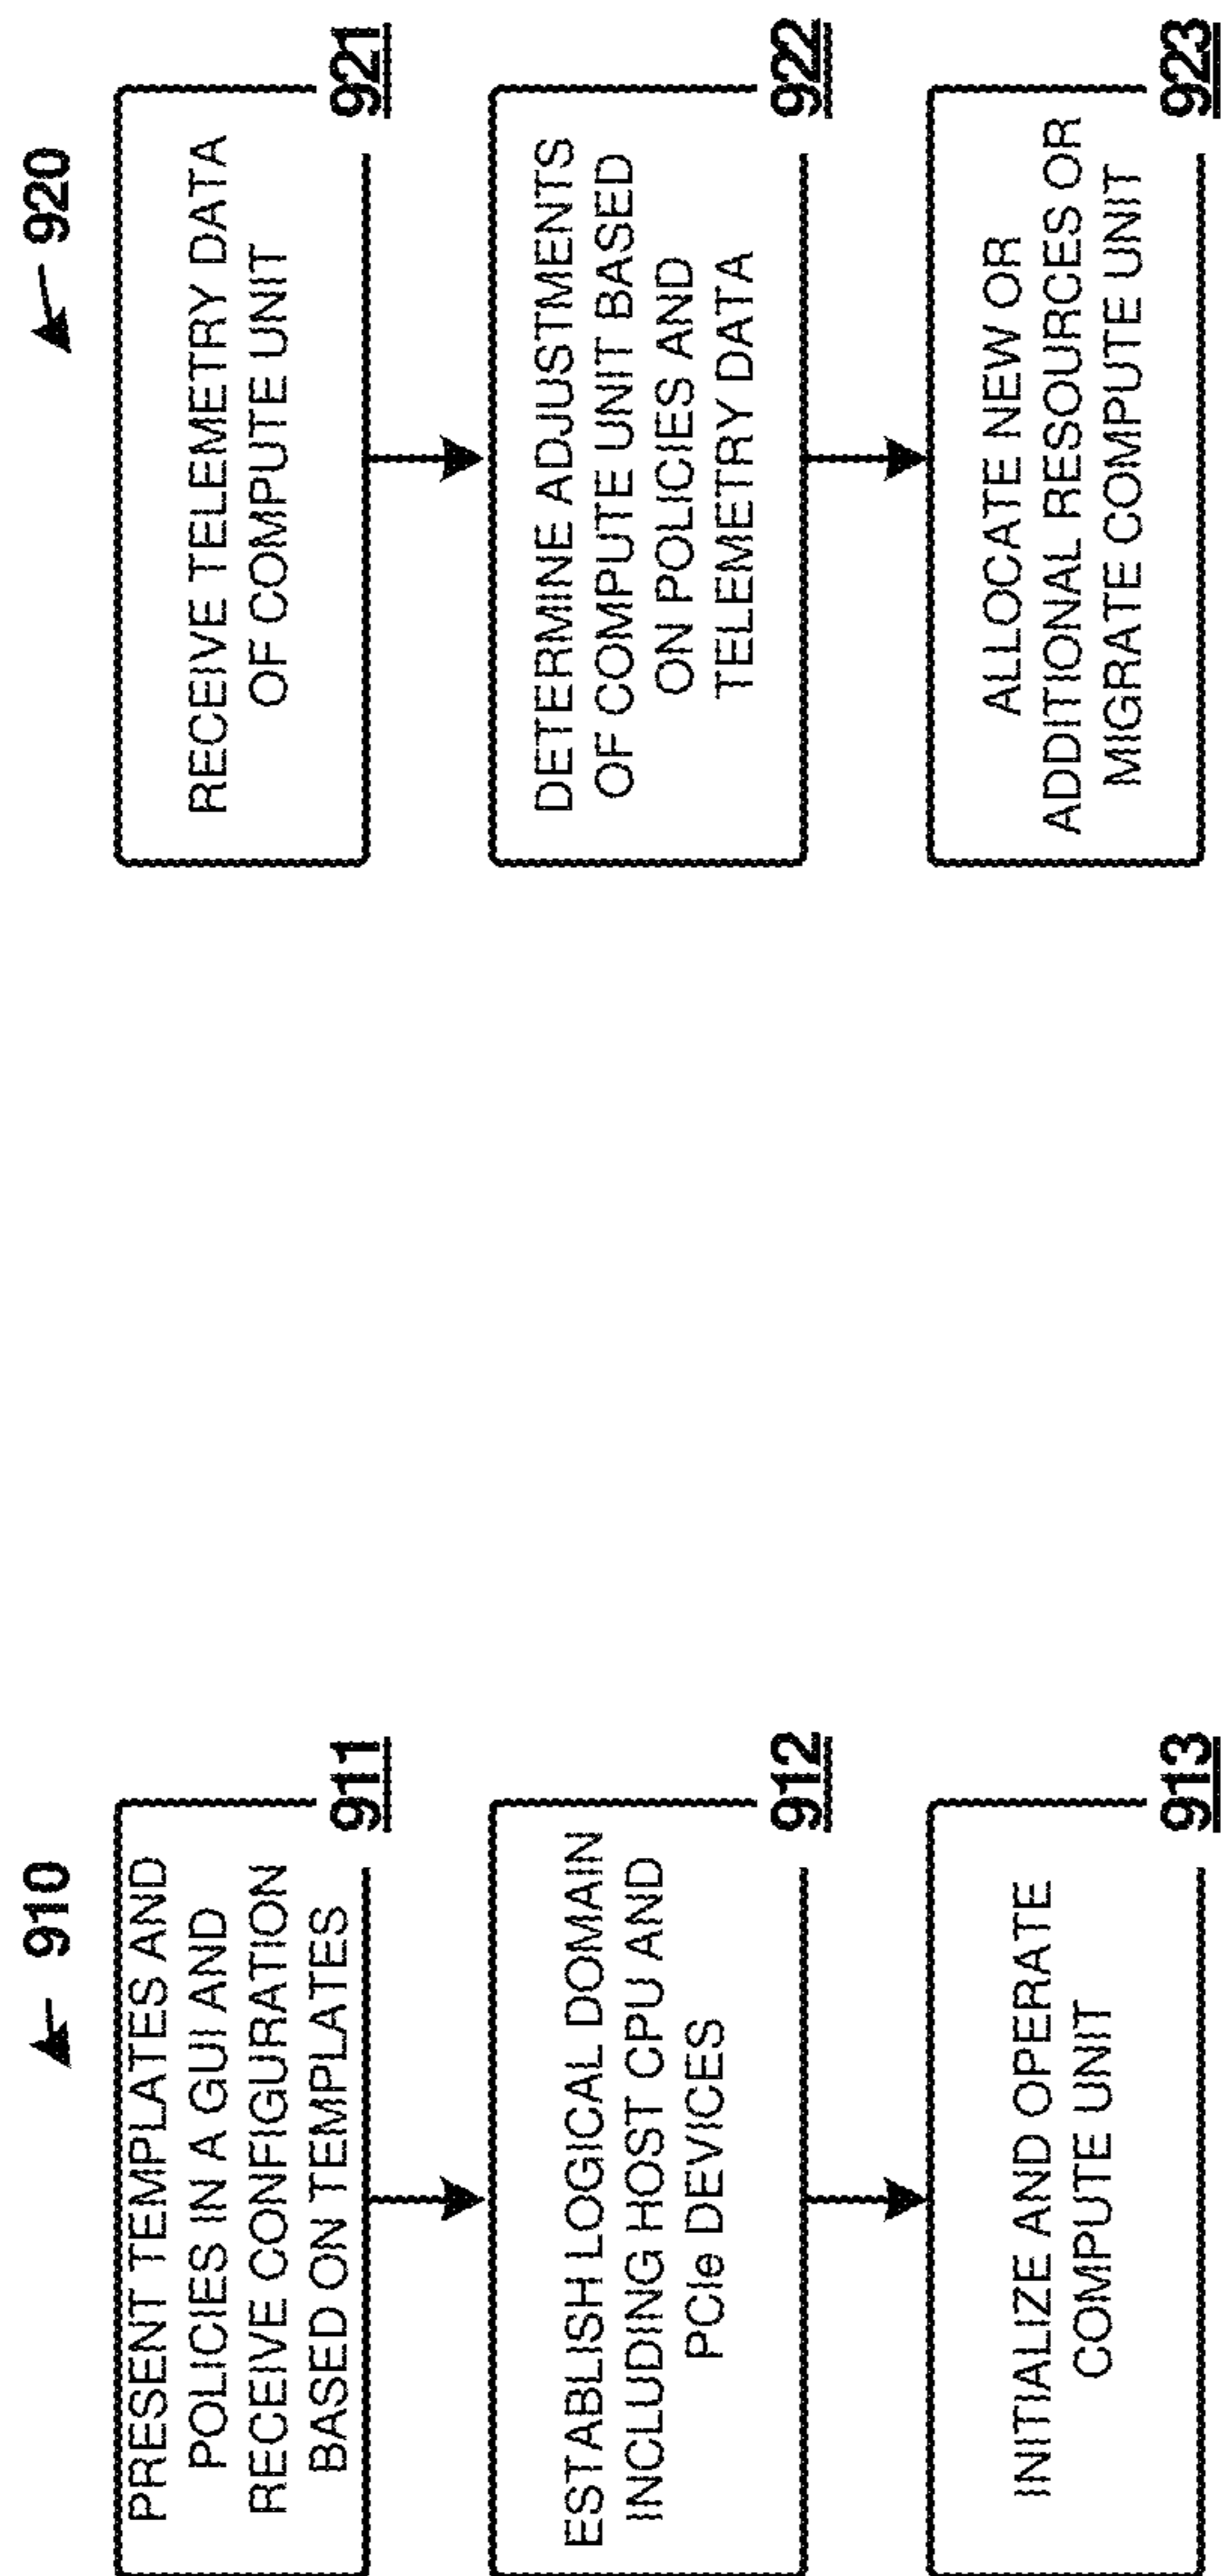 910
PRESENT TEMPLATES AND
POLICIES IN A GUI AND
RECEIVE CONFIGURATION
BASED ON TEMPLATES
911
ESTABLISH LOGICAL DOMAIN
INCLUDING HOST CPU AND
PCIe DEVICES
912
INITIALIZE AND OPERATE
COMPUTE UNIT
913
920
RECEIVE TELEMETRY DATA
OF COMPUTE UNIT
921
DETERMINE ADJUSTMENTS
OF COMPUTE UNIT BASED
ON POLICIES AND
TELEMETRY DATA
922
ALLOCATE NEW OR
ADDITIONAL RESOURCES OR
MIGRATE COMPUTE UNIT
923